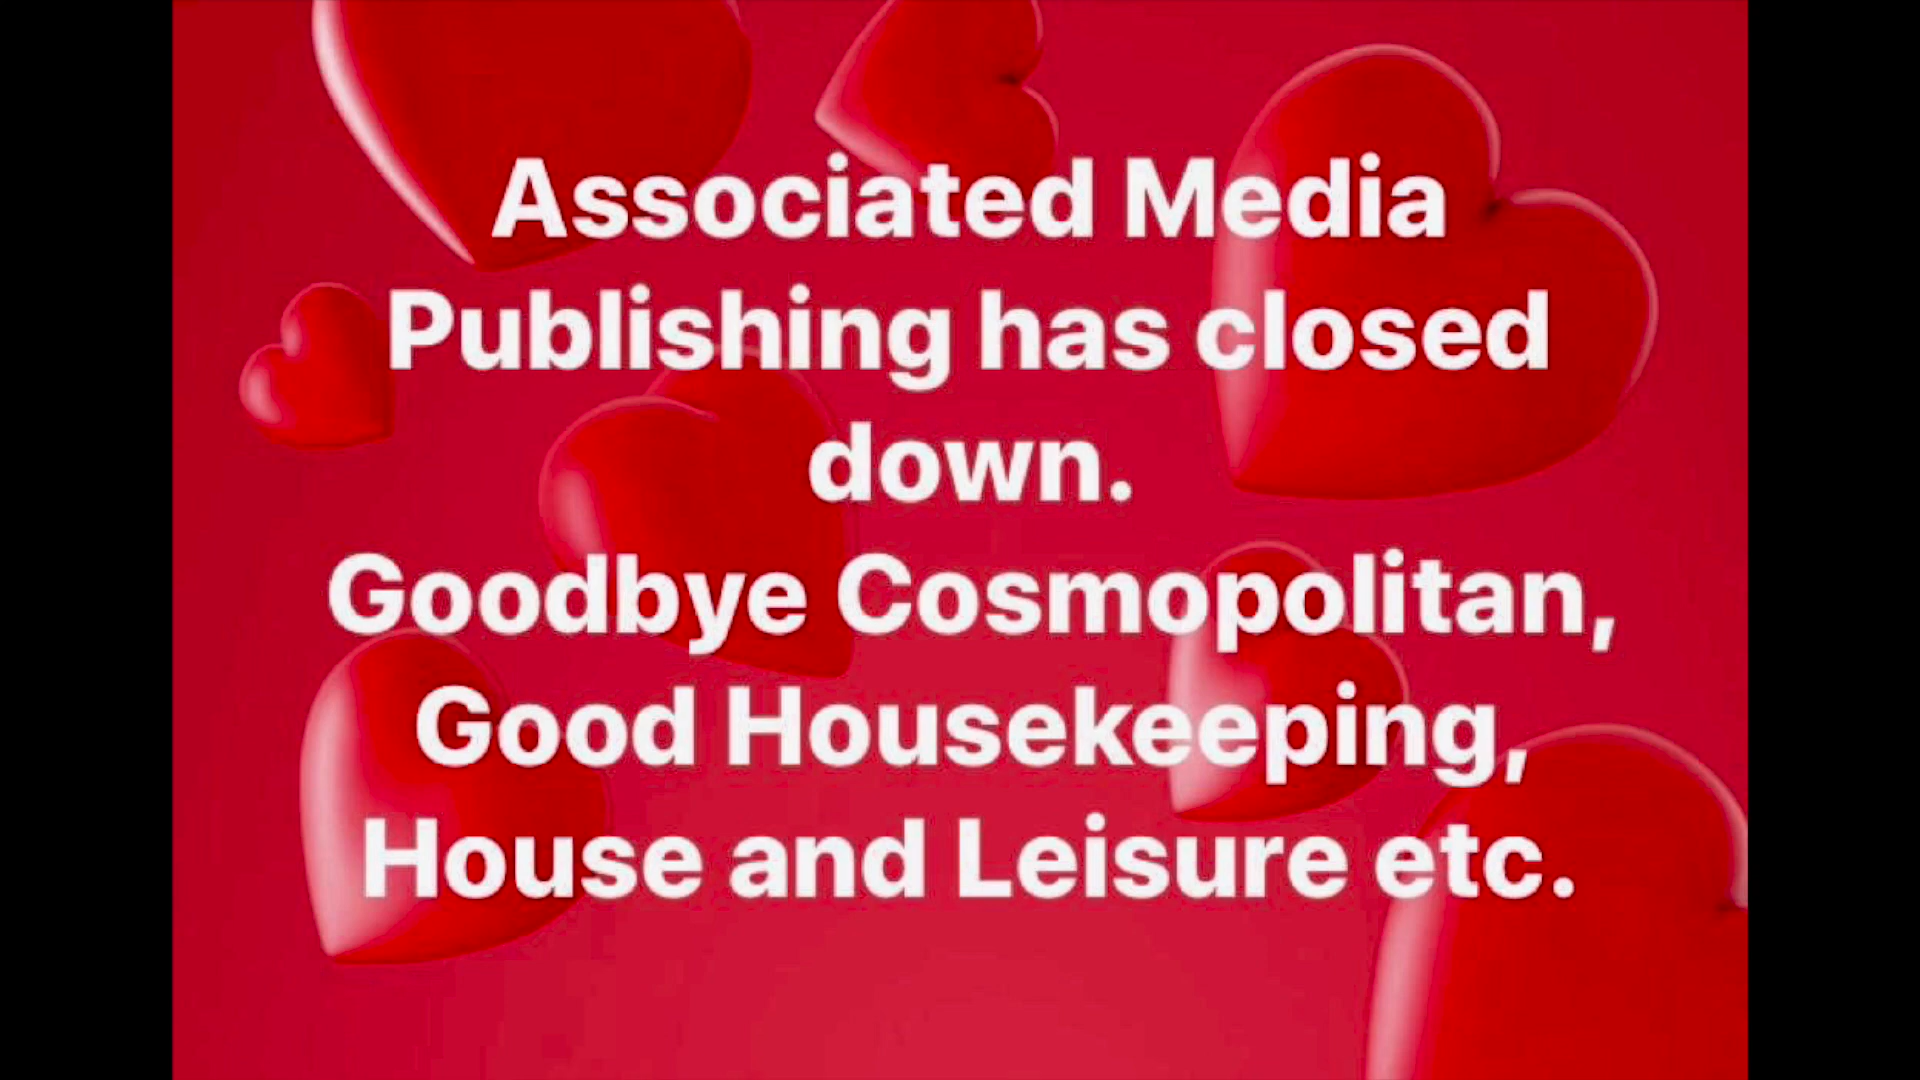 Associated Media
Publishing has closed
down.
Goodbye Cosmopolitan,
Good Housekeeping,
House and Leisure etc.